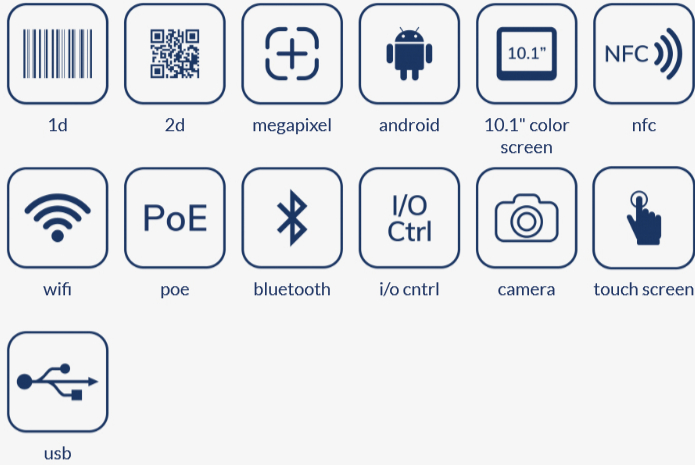 10.1"
NFC
1d
2d
megapixel
android
10.1" color
screen
nfc
PoE
I/O
Ctrl
wifi
poe
bluetooth
i/o cntrl
camera
touch screen
usb